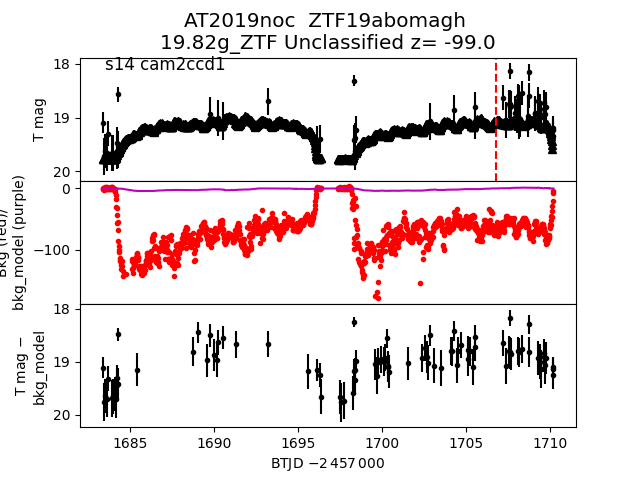 AT2019noc ZTF19abomagh
19.82g_ZTF Unclassified z= -99.0
s14 cam2ccd1
T mag
18
19
20
Bkg (red)/
bkg_model (purple)
0
−100
T mag −
bkg_model
18
19
20
1685
1690
1695
1700
1705
1710
BTJD −2 457 000